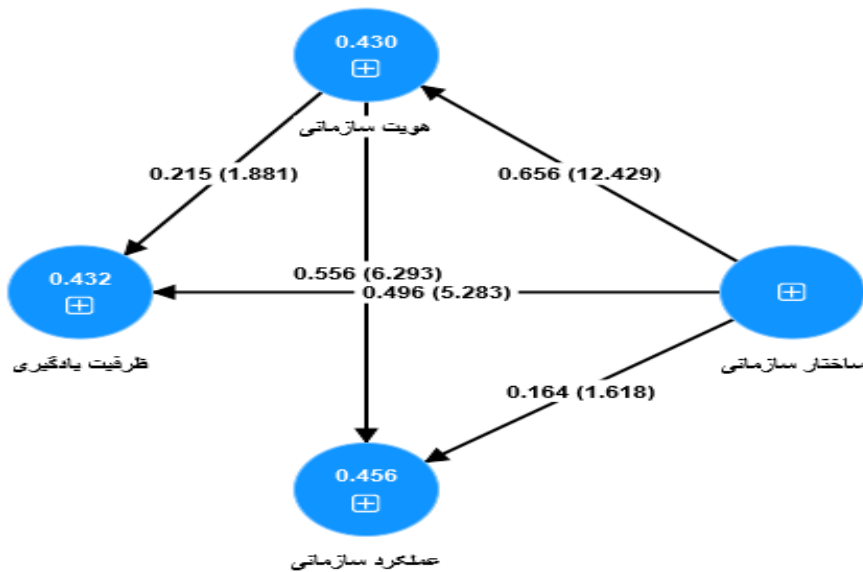 0.430
هویت سازمانی
0.215 (1.881)
0.656 (12.429)
0.432
0.556 (6.293)
0.496 (5.283)
ظرفیت یادگیری
ساختار سازمانی
0.164 (1.618)
0.456
عملکرد سازمانی